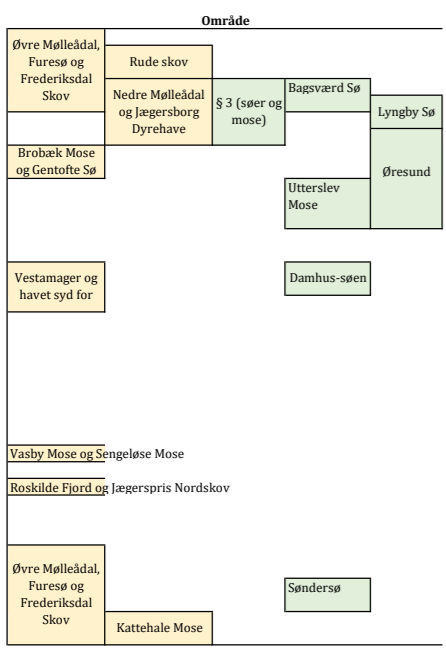 Område
Øvre Mølleådal,
Furesø og
Frederiksdal
Skov
Rude skov
Nedre Mølleådal
og Jægersborg
Dyrehave
§ 3 (søer og
mose)
Bagsværd Sø
Lyngby Sø
Brobæk Mose
og Gentofte Sø
Øresund
Utterslev
Mose
Vestamager og
havet syd for
Damhus-søen
Vasby Mose og Sengeløse Mose
Roskilde Fjord og Jægerspris Nordskov
Øvre Mølleådal,
Furesø og
Frederiksdal
Skov
Søndersø
Kattehale Mose